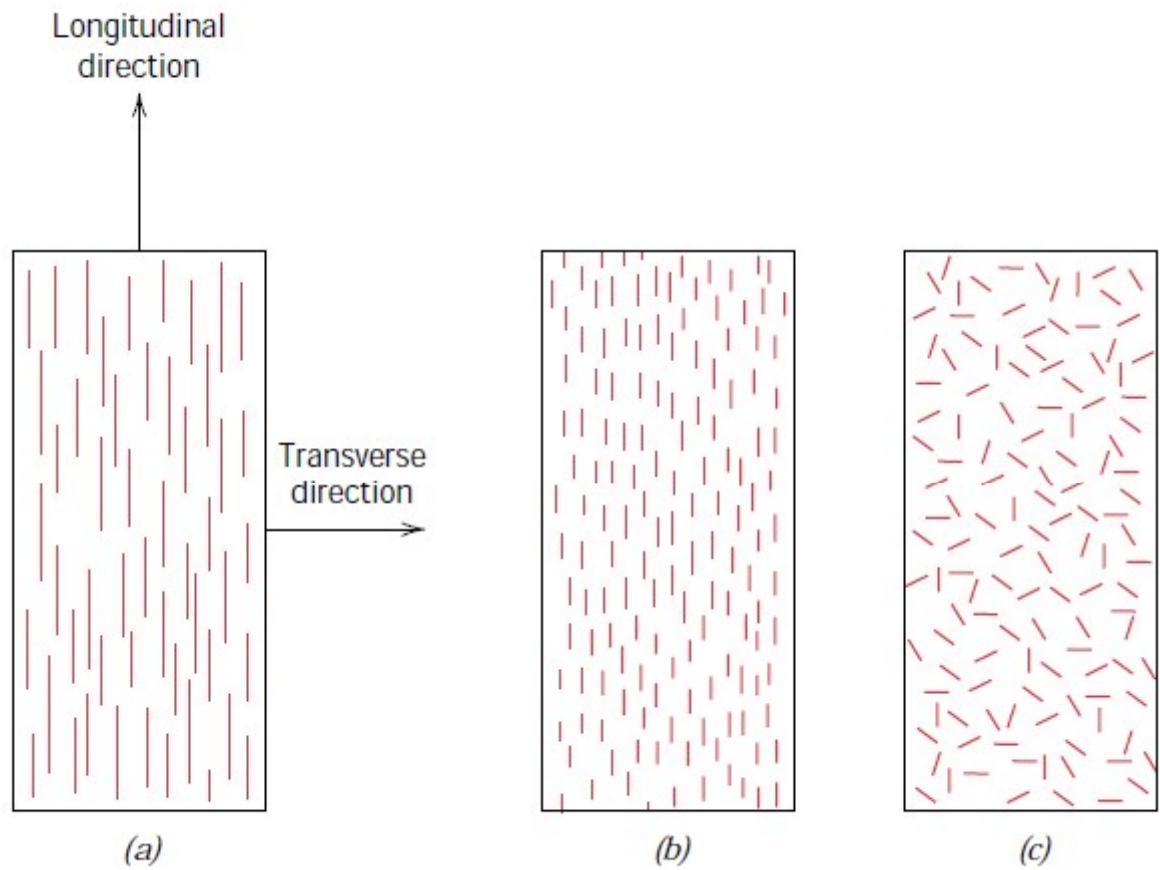 Longitudinal
direction
Transverse
direction
(a)
(b)
(c)